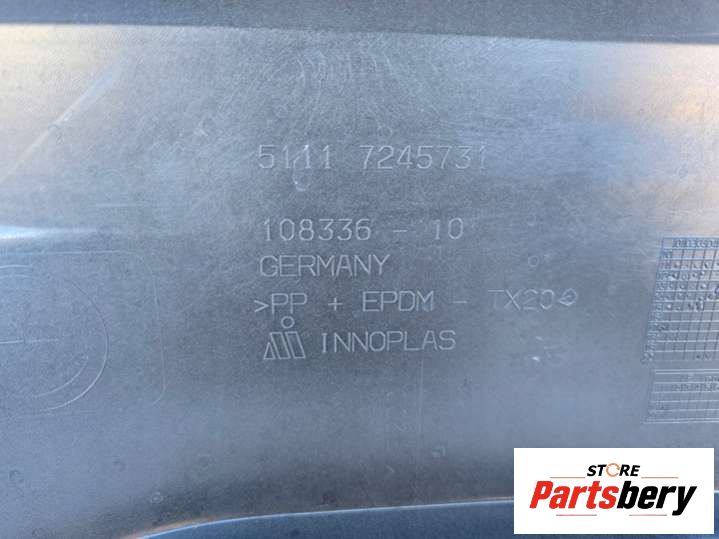 5111 7245731
108336 - 10
GERMANY
>PP + EPDM - TX20<
INNOPLAS
STORE
Partsbery